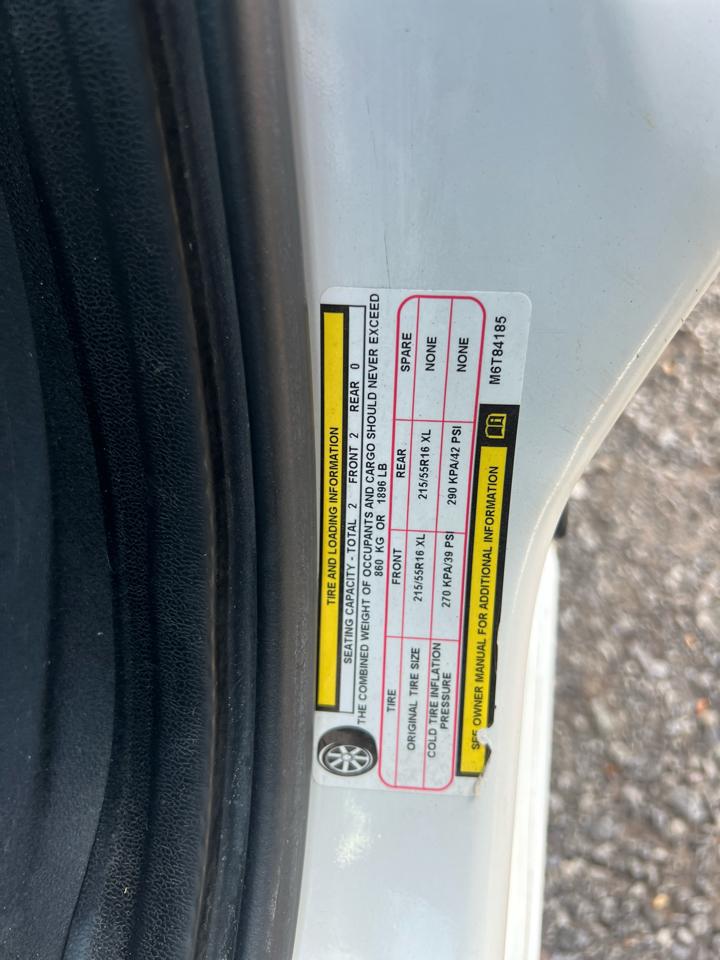 TIRE AND LOADING INFORMATION
SEATING CAPACITY - TOTAL 2 FRONT 2 REAR 0
THE COMBINED WEIGHT OF OCCUPANTS AND CARGO SHOULD NEVER EXCEED
860 KG OR 1896 LB
TIRE FRONT REAR SPARE
ORIGINAL TIRE SIZE 215/55R16 XL 215/55R16 XL NONE
COLD TIRE INFLATION
PRESSURE 270 KPA/39 PSI 290 KPA/42 PSI NONE
SEE OWNER MANUAL FOR ADDITIONAL INFORMATION
M6T84185